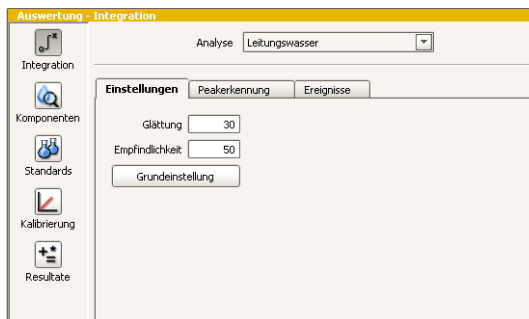 Auswertung - Integration
Analyse Leitungswasser
Integration
Einstellungen Peakerkennung Ereignisse
Komponenten
Glättung 30
Empfindlichkeit 50
Standards
Grundeinstellung
Kalibrierung
Resultate